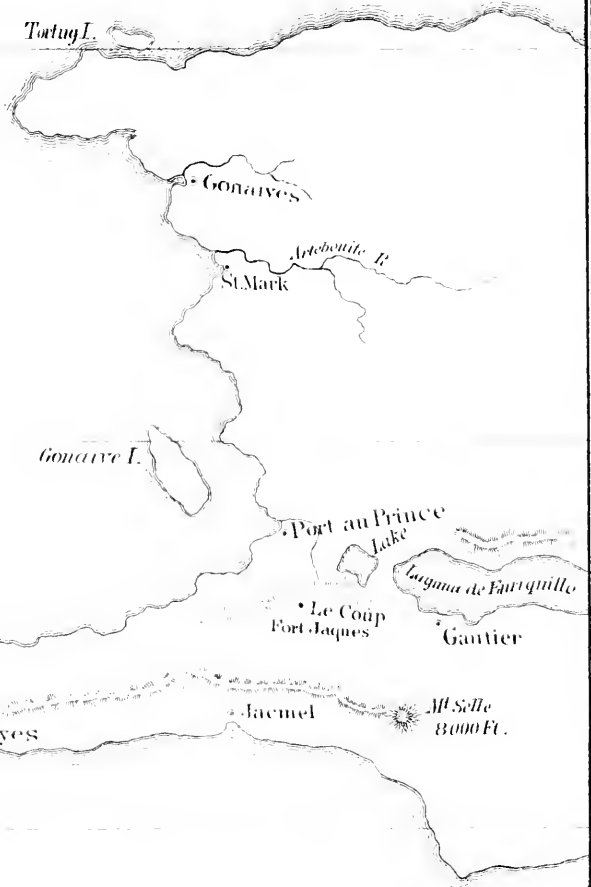 Tortug I.
Gonaives
Artebonite R
St. Mark
Gonaive I.
Port au Prince
Lake
Laguna de Enriquillo
Le Coup
Fort Jaques
Gantier
Mt Selle
8000 Ft.
Jacmel
yes